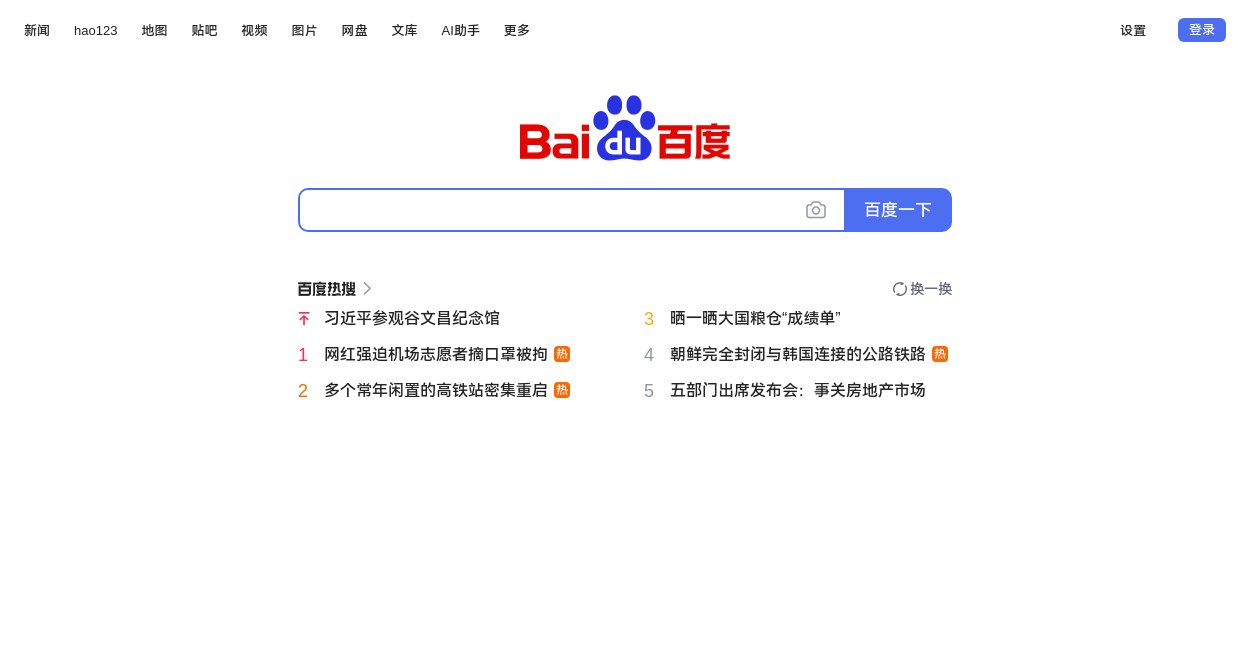 新闻 hao123 地图 贴吧 视频 图片 网盘 文库 AI助手 更多 设置 登录
Bai du 百度
百度一下
百度热搜 换一换
习近平参观谷文昌纪念馆
1 网红强迫机场志愿者摘口罩被拘 热
2 多个常年闲置的高铁站密集重启 热
3 晒一晒大国粮仓“成绩单”
4 朝鲜完全封闭与韩国连接的公路铁路 热
5 五部门出席发布会：事关房地产市场